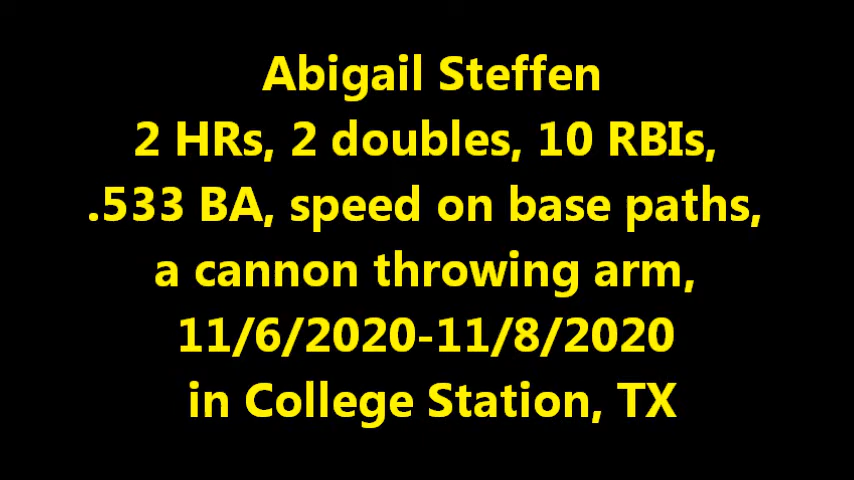 Abigail Steffen
2 HRs, 2 doubles, 10 RBIs,
.533 BA, speed on base paths,
a cannon throwing arm,
11/6/2020-11/8/2020
in College Station, TX